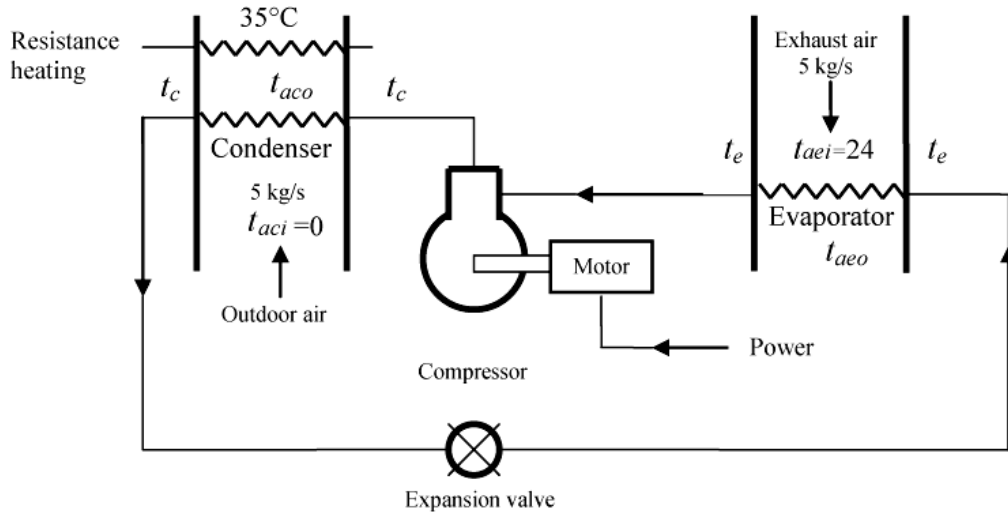 35°C
Resistance
heating
t_c
t_aco
t_c
Condenser
5 kg/s
t_aci =0
Outdoor air
Exhaust air
5 kg/s
t_e
t_aei=24
t_e
Evaporator
t_aeo
Motor
Power
Compressor
Expansion valve